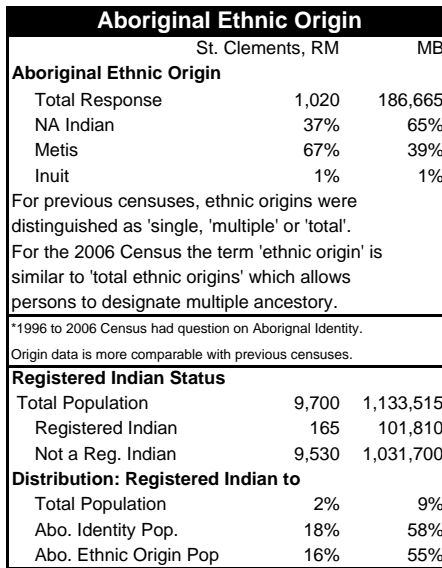 Aboriginal Ethnic Origin
St. Clements, RM MB
Aboriginal Ethnic Origin
Total Response 1,020 186,665
NA Indian 37% 65%
Metis 67% 39%
Inuit 1% 1%
For previous censuses, ethnic origins were
distinguished as 'single, 'multiple' or 'total'.
For the 2006 Census the term 'ethnic origin' is
similar to 'total ethnic origins' which allows
persons to designate multiple ancestory.
*1996 to 2006 Census had question on Aborignal Identity.
Origin data is more comparable with previous censuses.
Registered Indian Status
Total Population 9,700 1,133,515
Registered Indian 165 101,810
Not a Reg. Indian 9,530 1,031,700
Distribution: Registered Indian to
Total Population 2% 9%
Abo. Identity Pop. 18% 58%
Abo. Ethnic Origin Pop 16% 55%